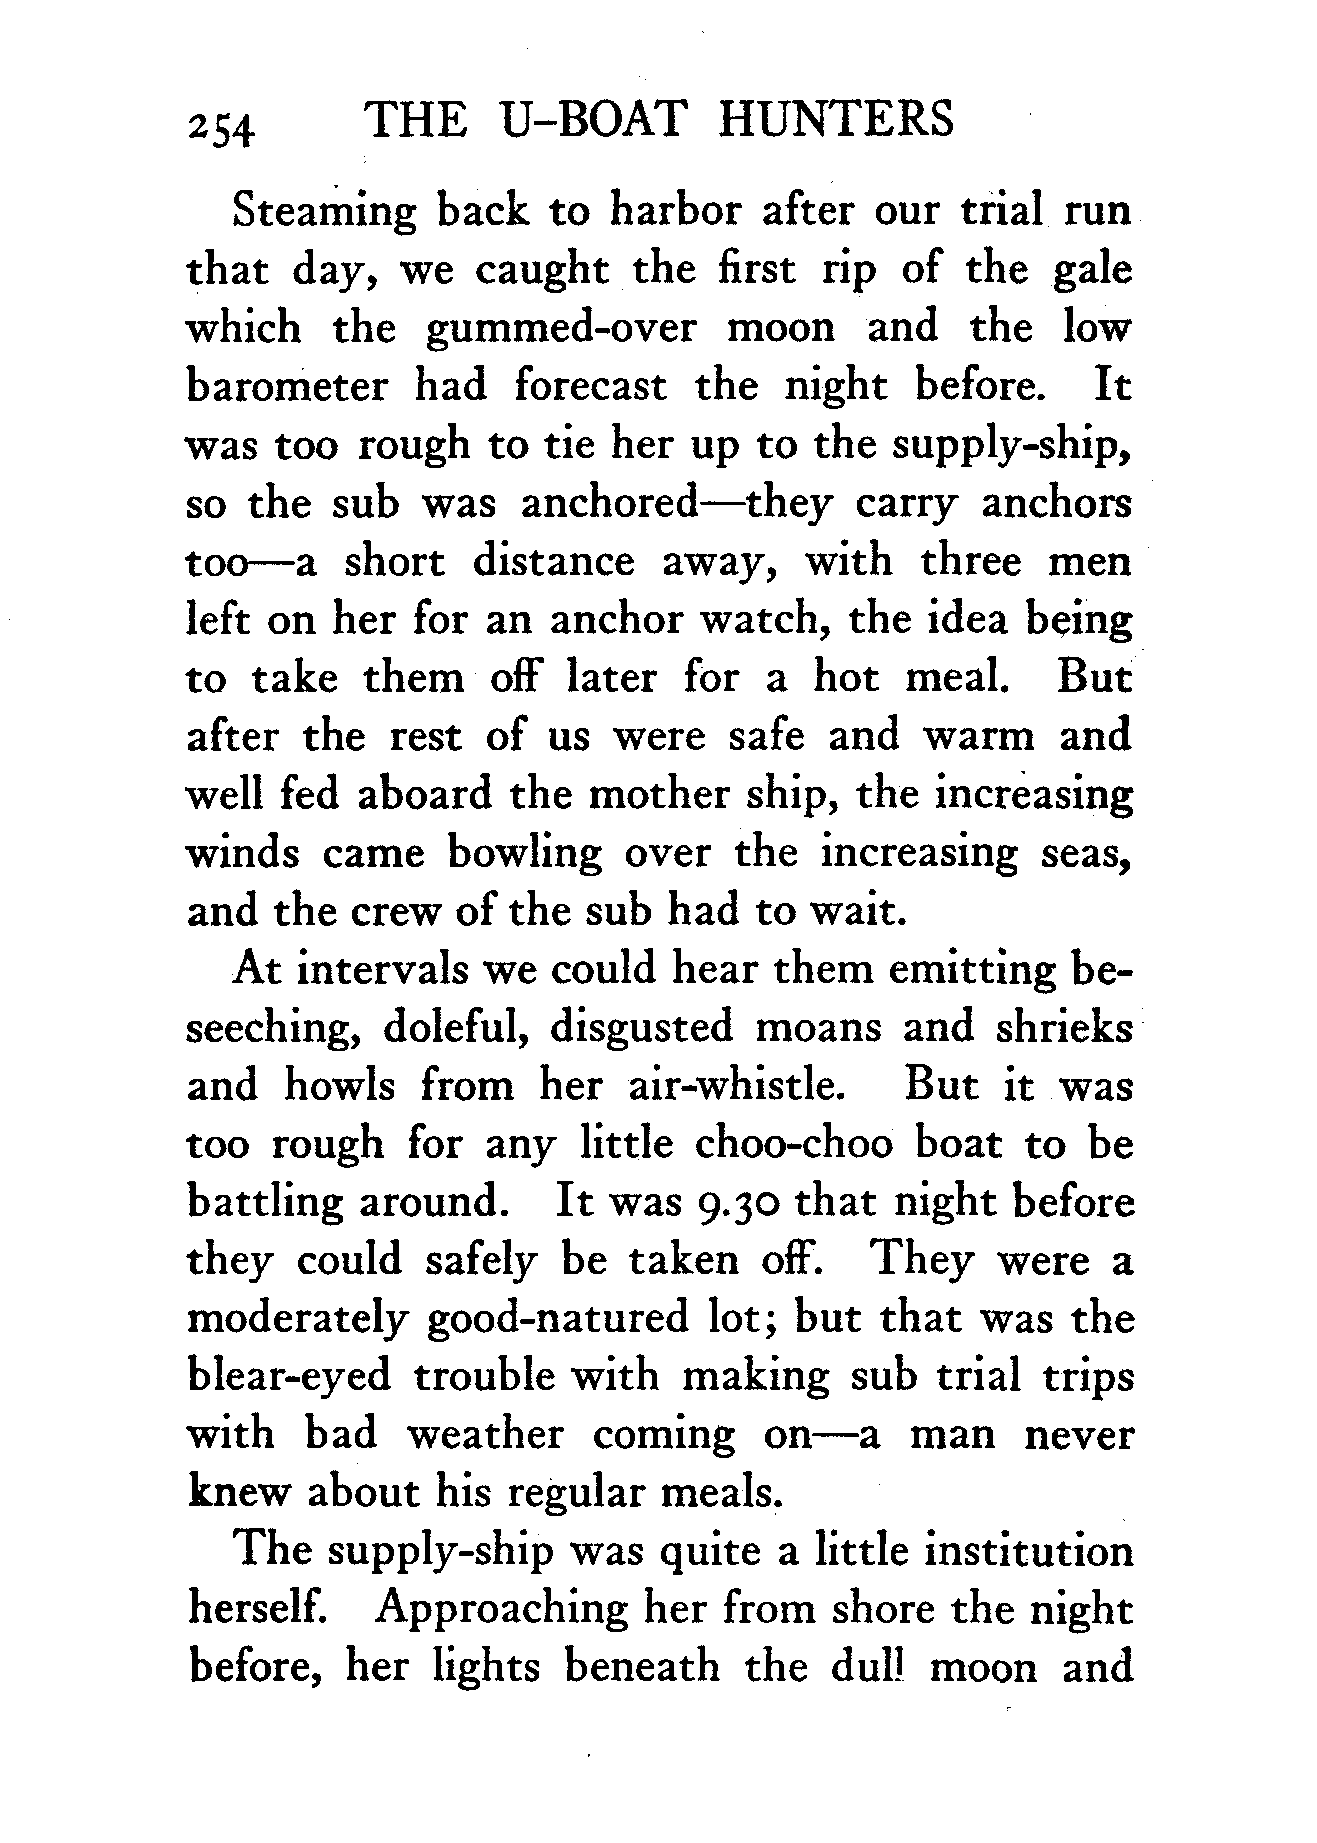 254 THE U-BOAT HUNTERS
Steaming back to harbor after our trial run
that day, we caught the first rip of the gale
which the gummed-over moon and the low
barometer had forecast the night before. It
was too rough to tie her up to the supply-ship,
so the sub was anchored—they carry anchors
too—a short distance away, with three men
left on her for an anchor watch, the idea being
to take them off later for a hot meal. But
after the rest of us were safe and warm and
well fed aboard the mother ship, the increasing
winds came bowling over the increasing seas,
and the crew of the sub had to wait.
At intervals we could hear them emitting be-
seeching, doleful, disgusted moans and shrieks
and howls from her air-whistle. But it was
too rough for any little choo-choo boat to be
battling around. It was 9.30 that night before
they could safely be taken off. They were a
moderately good-natured lot; but that was the
blear-eyed trouble with making sub trial trips
with bad weather coming on—a man never
knew about his regular meals.
The supply-ship was quite a little institution
herself. Approaching her from shore the night
before, her lights beneath the dull moon and